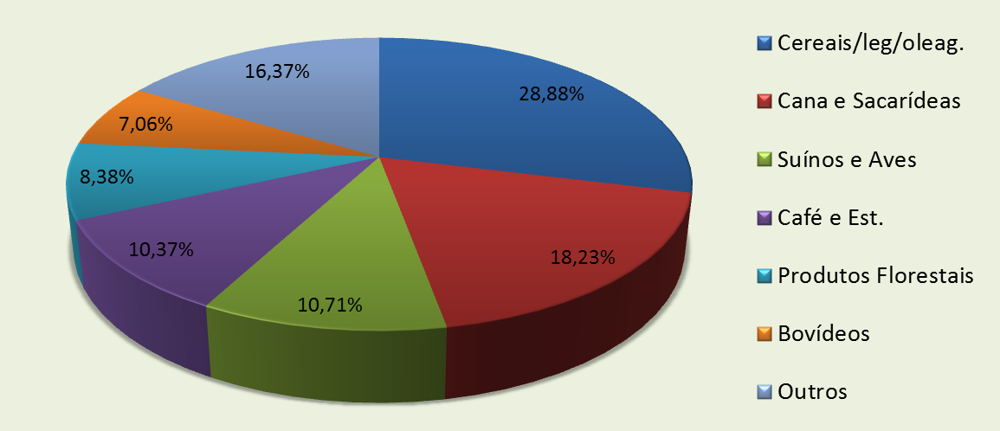 16,37%
28,88%
7,06%
8,38%
10,37%
18,23%
10,71%
Cereais/leg/oleag.
Cana e Sacarídeas
Suínos e Aves
Café e Est.
Produtos Florestais
Bovídeos
Outros